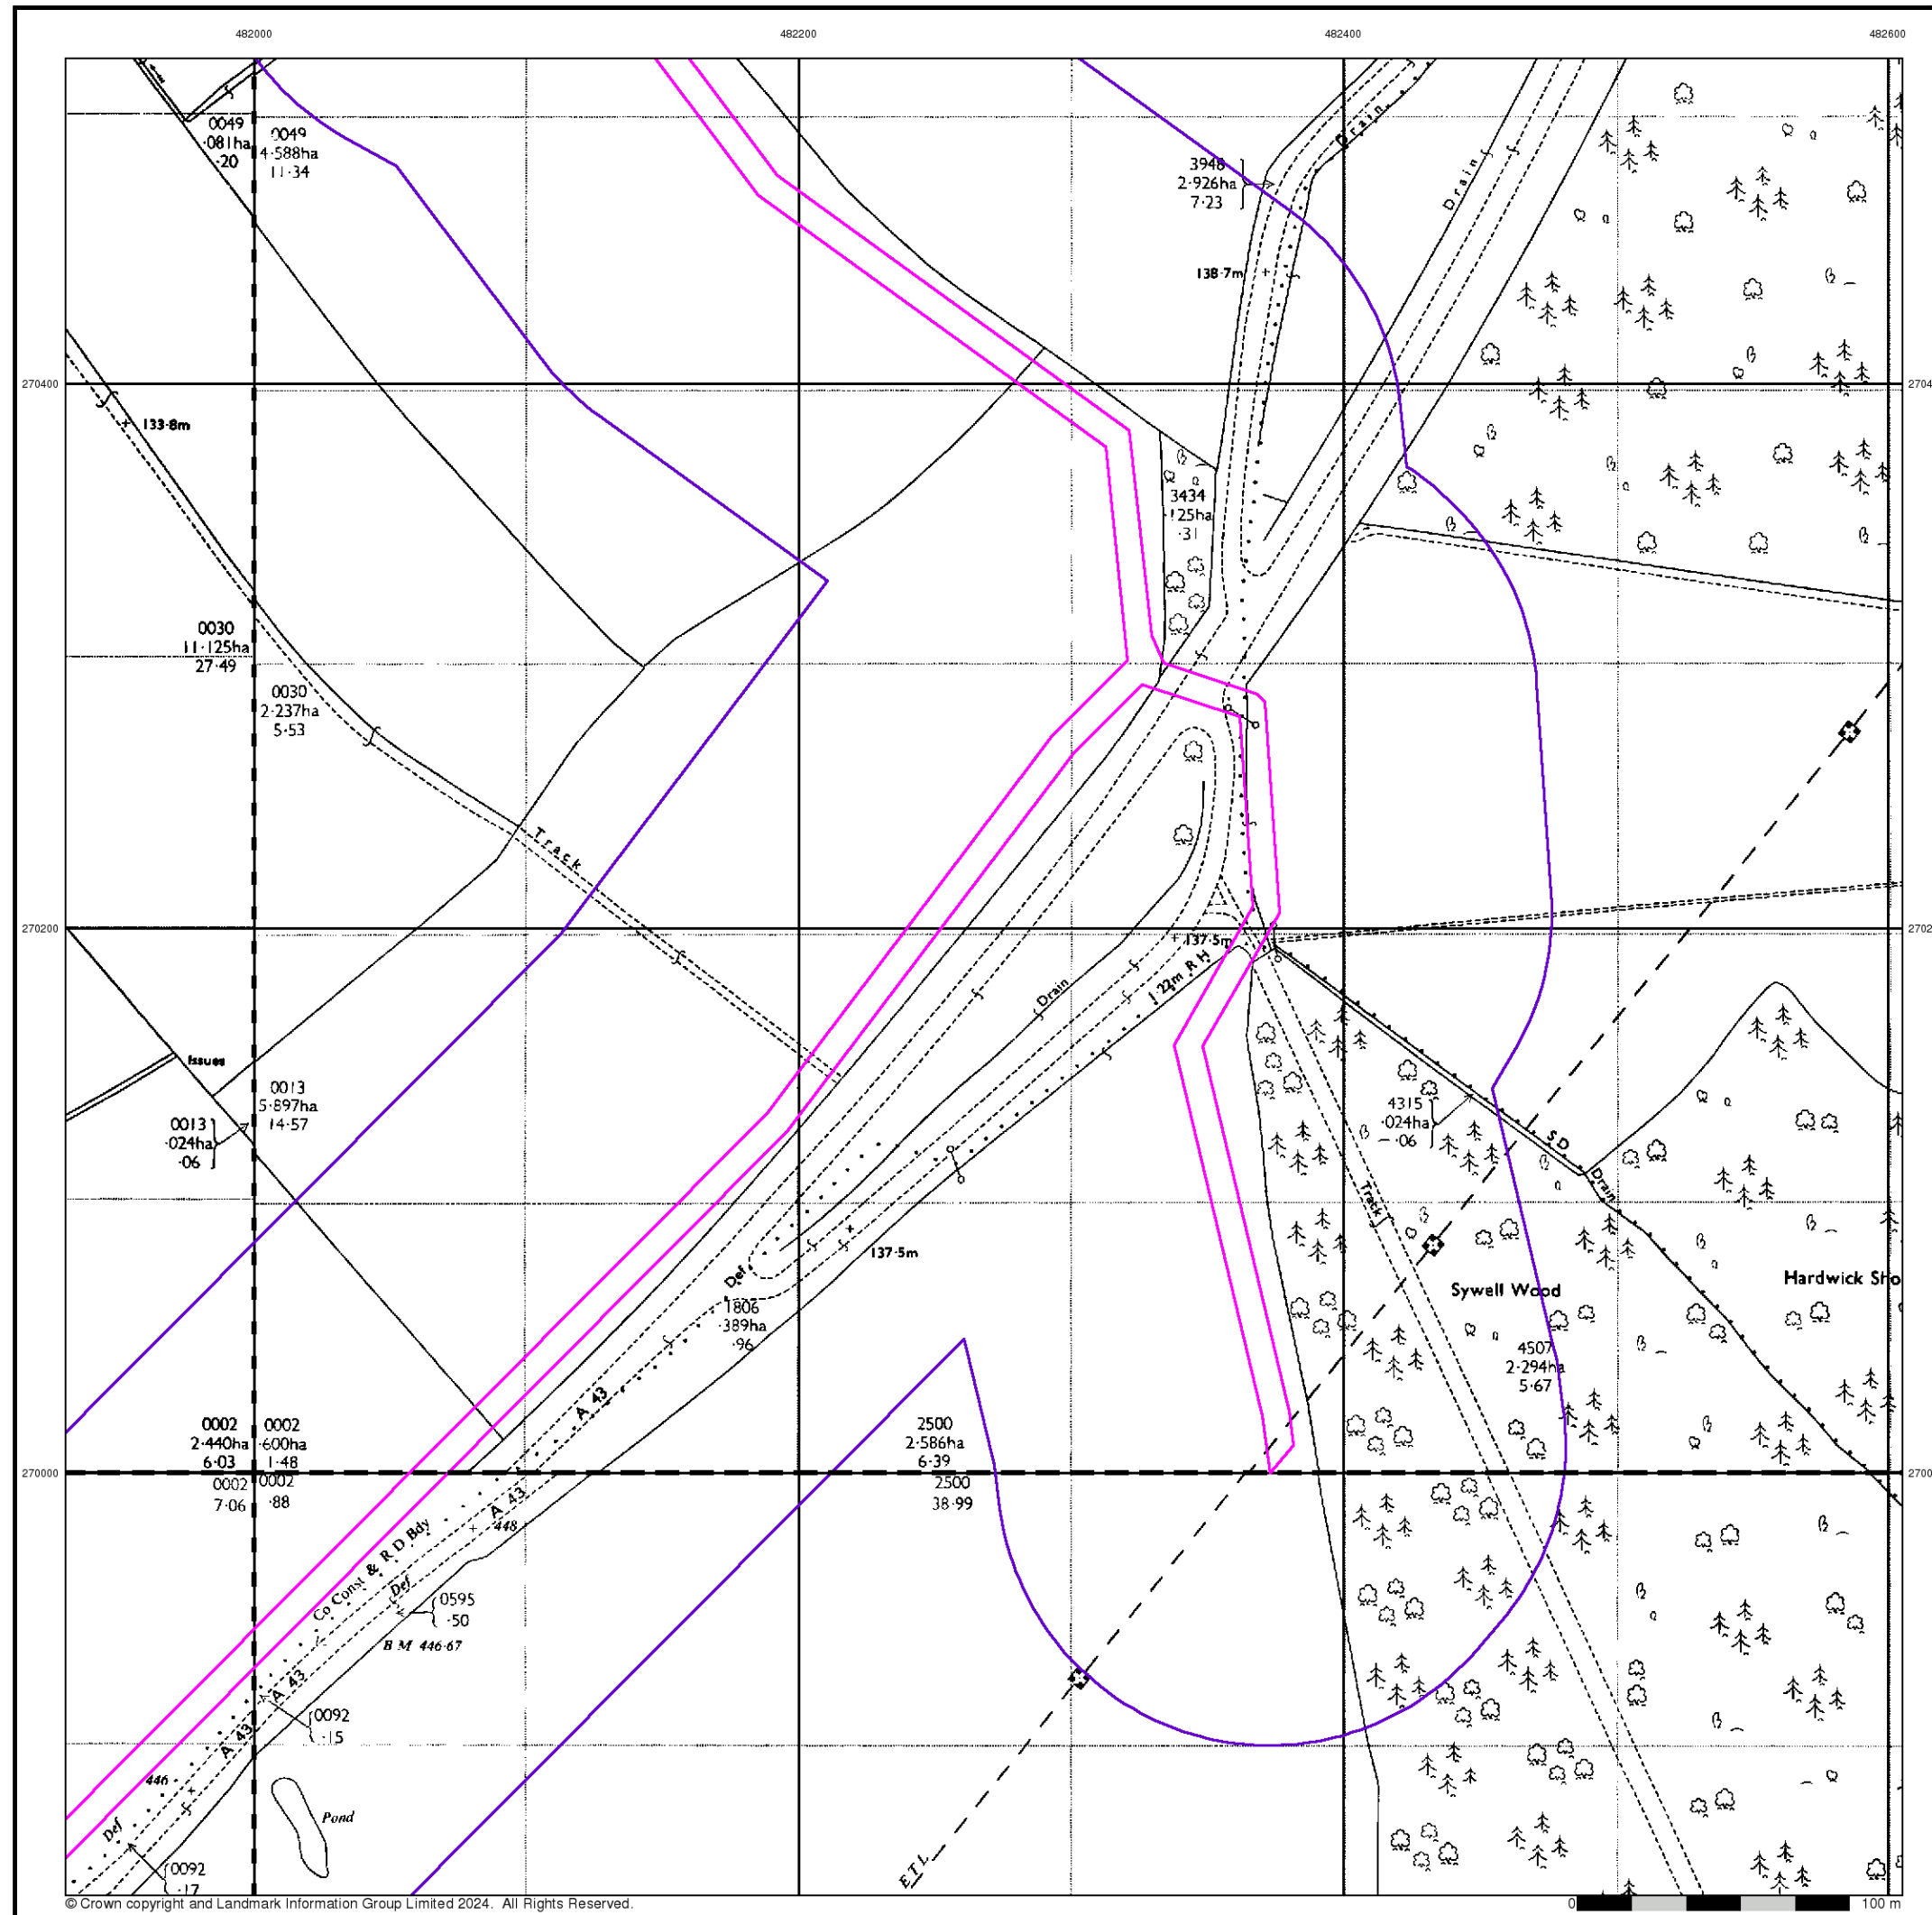 482000
482200
482400
482600
0049
.081ha
.20
0049
4.588ha
11.34
3948
2.926ha
7.23
Drain
Drain
138.7m
270400
2704
133.8m
3434
.125ha
.31
0030
11.125ha
27.49
0030
2.237ha
5.53
Track
270200
2702
137.5m
1.22m RH
Drain
Issues
0013
5.897ha
14.57
0013
.024ha
.06
4315
.024ha
.06
SD
Drain
Track
137.5m
Def
1806
.389ha
.96
Sywell Wood
Hardwick Sho
4507
2.294ha
5.67
A 43
0002
2.440ha
6.03
0002
.600ha
1.48
2500
2.586ha
6.39
270000
2700
0002
7.06
0002
.88
2500
38.99
A 43
448
Co Const & R D Bdy
Def
0595
.50
B M 446.67
A 43
0092
.15
A 43
446
Pond
Def
0092
.17
ETL
© Crown copyright and Landmark Information Group Limited 2024. All Rights Reserved.
0
100 m